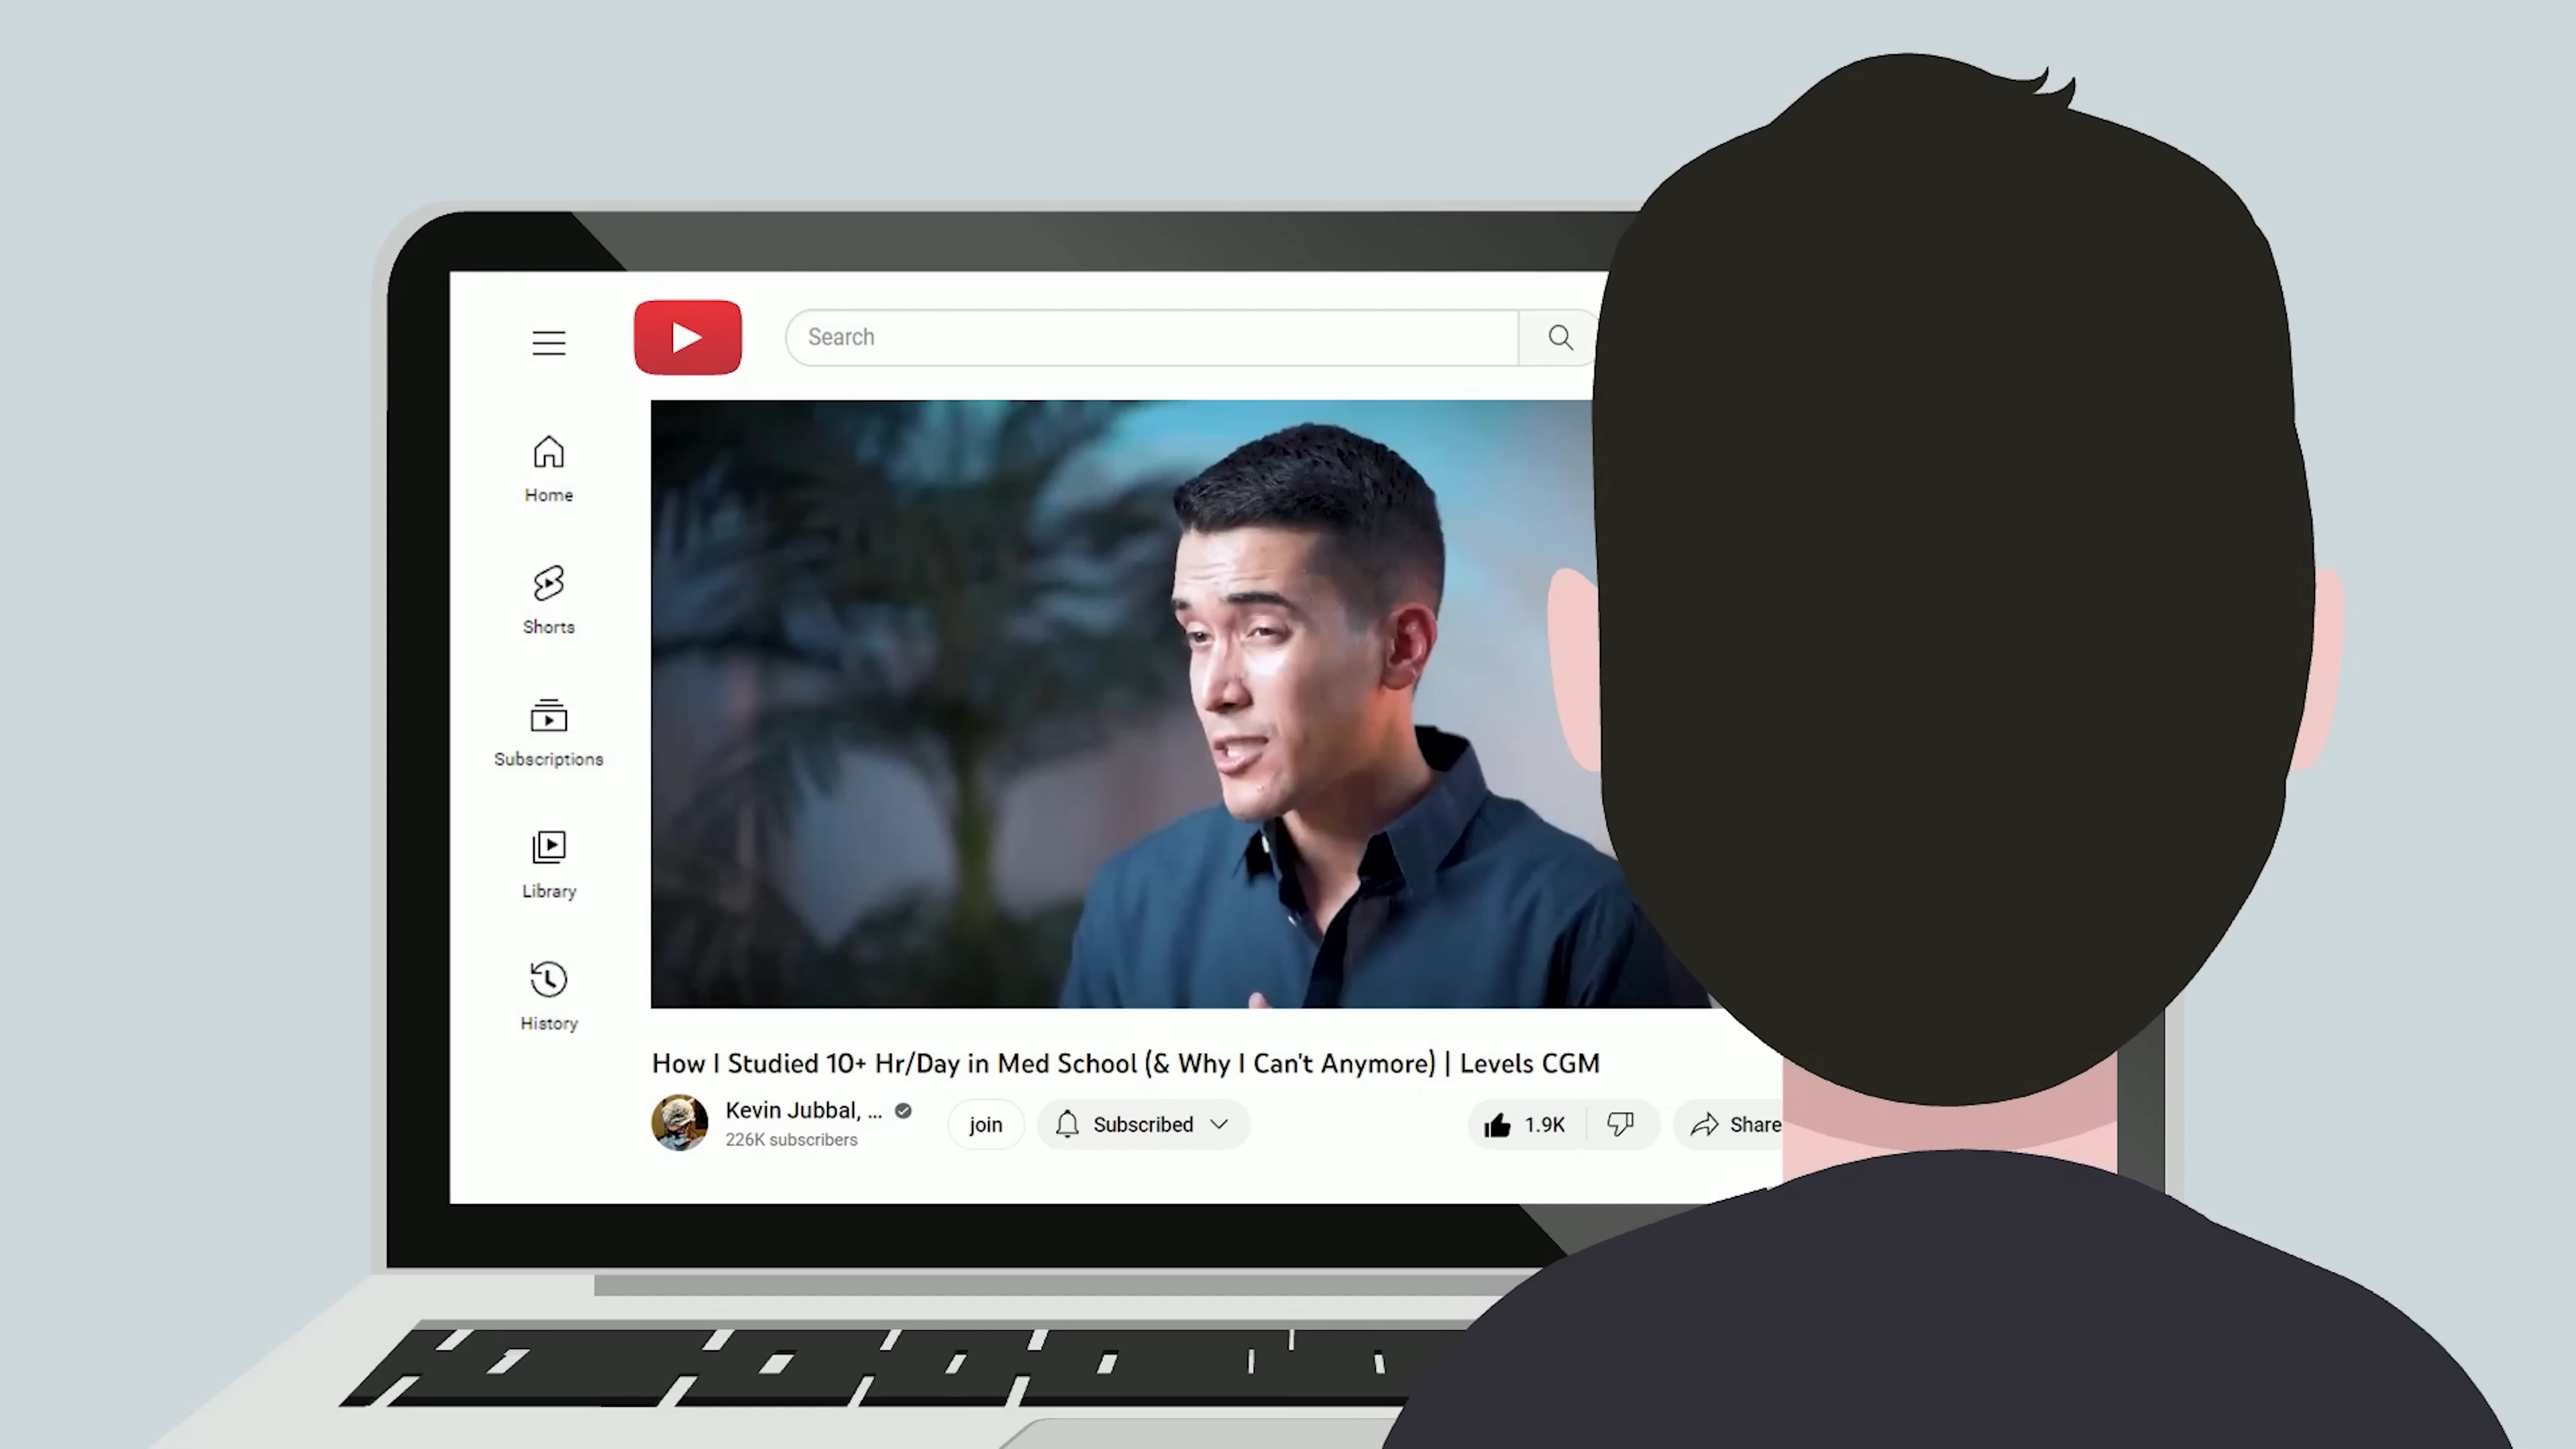 Search
Home
Shorts
Subscriptions
Library
History
How I Studied 10+ Hr/Day in Med School (& Why I Can't Anymore) | Levels CGM
Kevin Jubbal, ...
226K subscribers
join
Subscribed
1.9K
Share